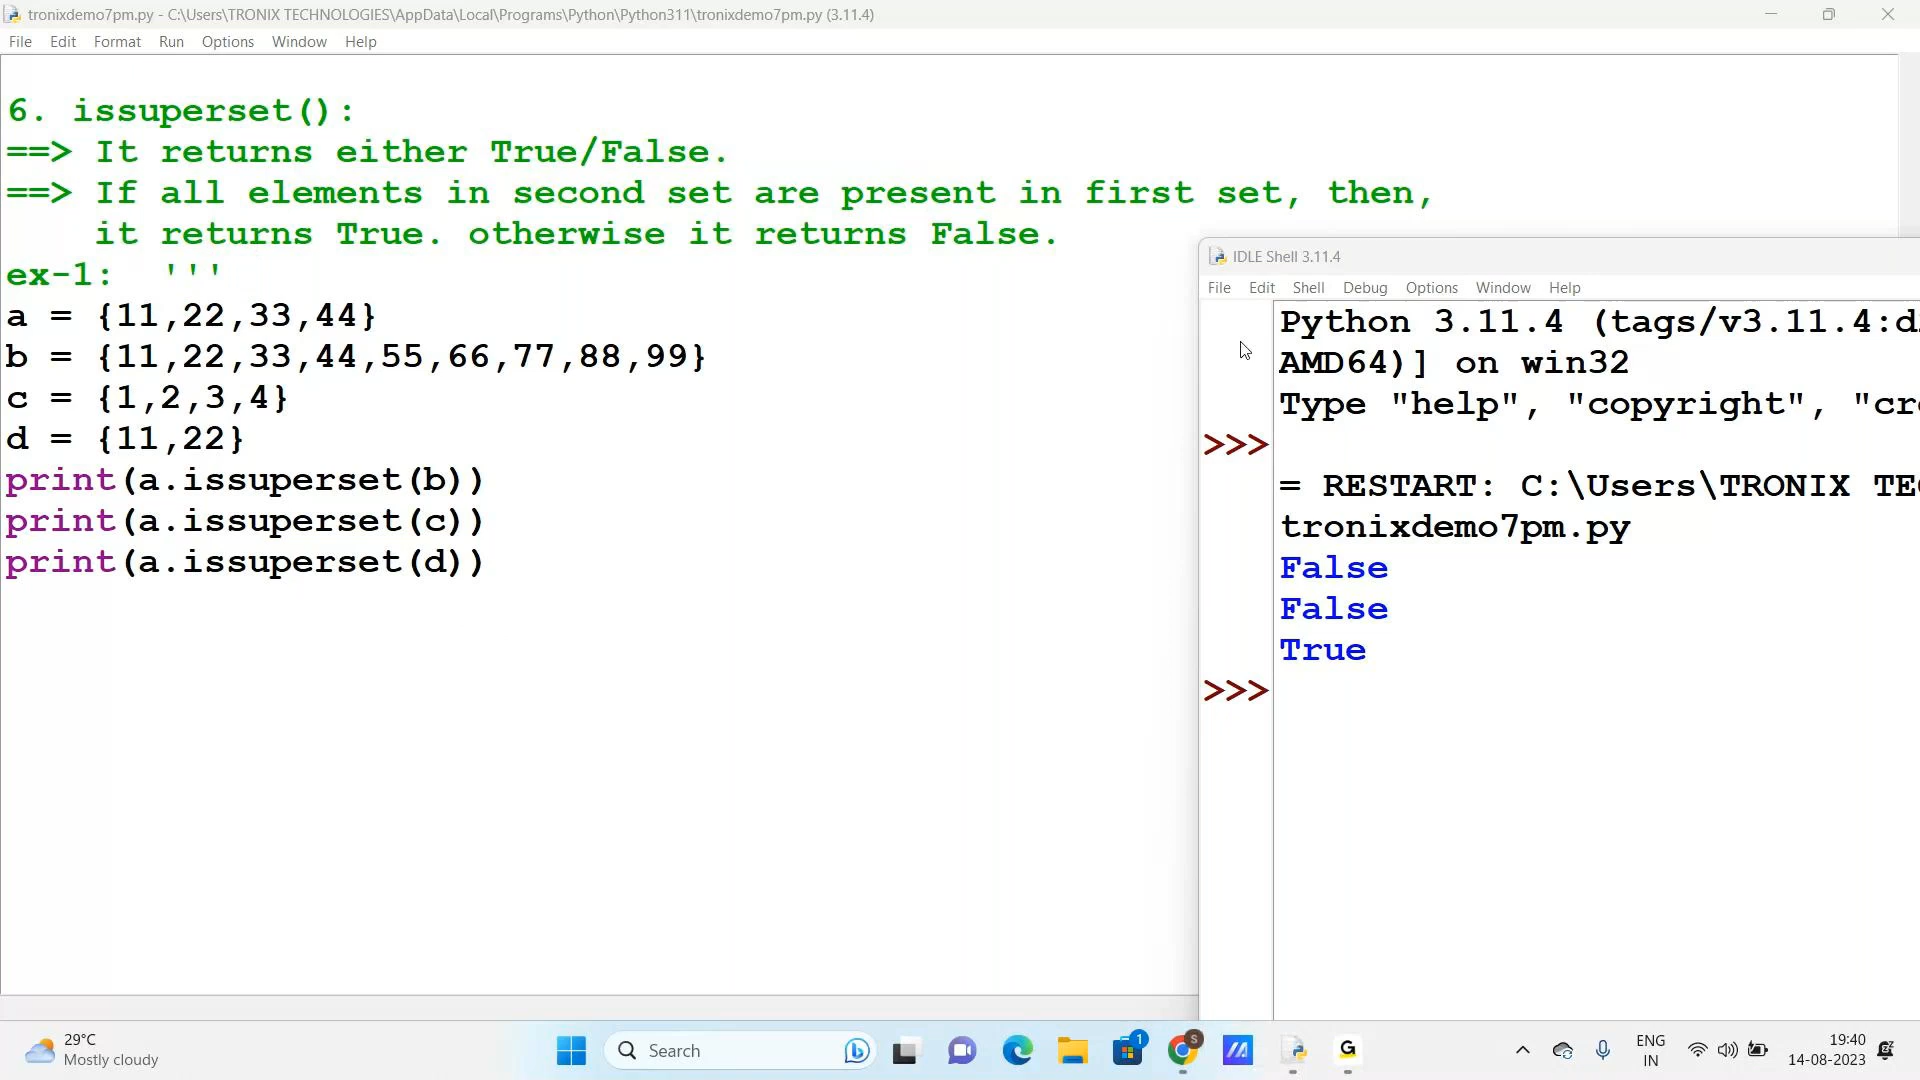 tronixdemo7pm.py - C:\Users\TRONIX TECHNOLOGIES\AppData\Local\Programs\Python\Python311\tronixdemo7pm.py (3.11.4)
File Edit Format Run Options Window Help
6. issuperset():
==> It returns either True/False.
==> If all elements in second set are present in first set, then,
it returns True. otherwise it returns False.
ex-1: '''
a = {11,22,33,44}
b = {11,22,33,44,55,66,77,88,99}
c = {1,2,3,4}
d = {11,22}
print(a.issuperset(b))
print(a.issuperset(c))
print(a.issuperset(d))
IDLE Shell 3.11.4
File Edit Shell Debug Options Window Help
Python 3.11.4 (tags/v3.11.4:d
AMD64)] on win32
Type "help", "copyright", "cr
>>>
= RESTART: C:\Users\TRONIX TE
tronixdemo7pm.py
False
False
True
>>>
29°C
Mostly cloudy
Search
1
S
G
ENG
IN
19:40
14-08-2023